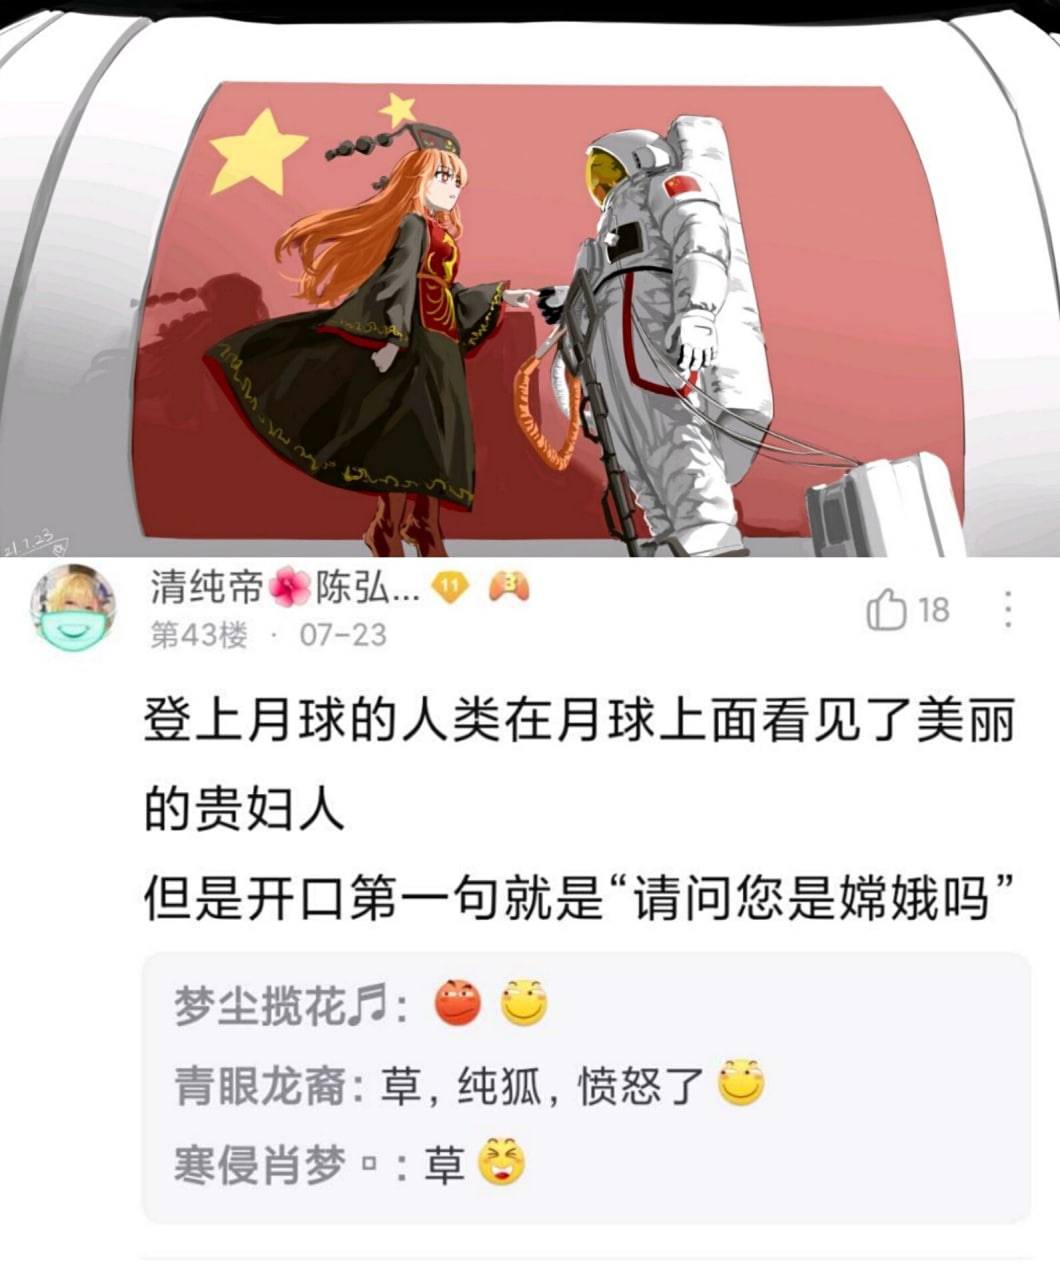 21.7.23
清纯帝🌺陈弘... 11 3
第43楼 · 07-23
18
登上月球的人类在月球上面看见了美丽
的贵妇人
但是开口第一句就是“请问您是嫦娥吗”
梦尘揽花🎵:
青眼龙裔: 草, 纯狐, 愤怒了
寒侵肖梦▫: 草